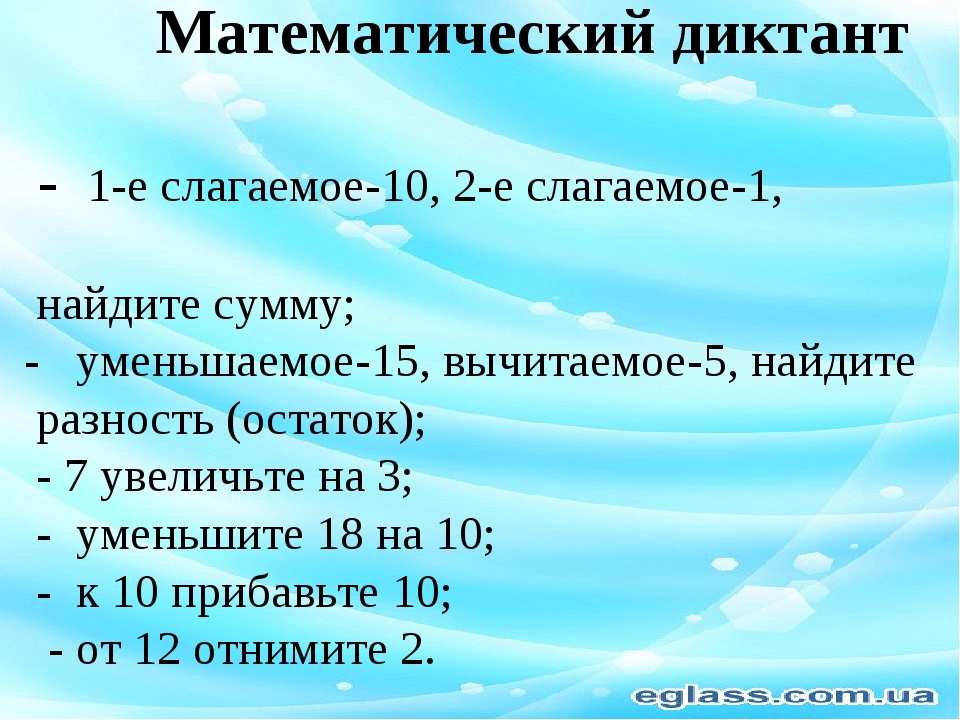 Математический диктант
- 1-е слагаемое-10, 2-е слагаемое-1,
найдите сумму;
- уменьшаемое-15, вычитаемое-5, найдите
разность (остаток);
- 7 увеличьте на 3;
- уменьшите 18 на 10;
- к 10 прибавьте 10;
- от 12 отнимите 2.
eglass.com.ua